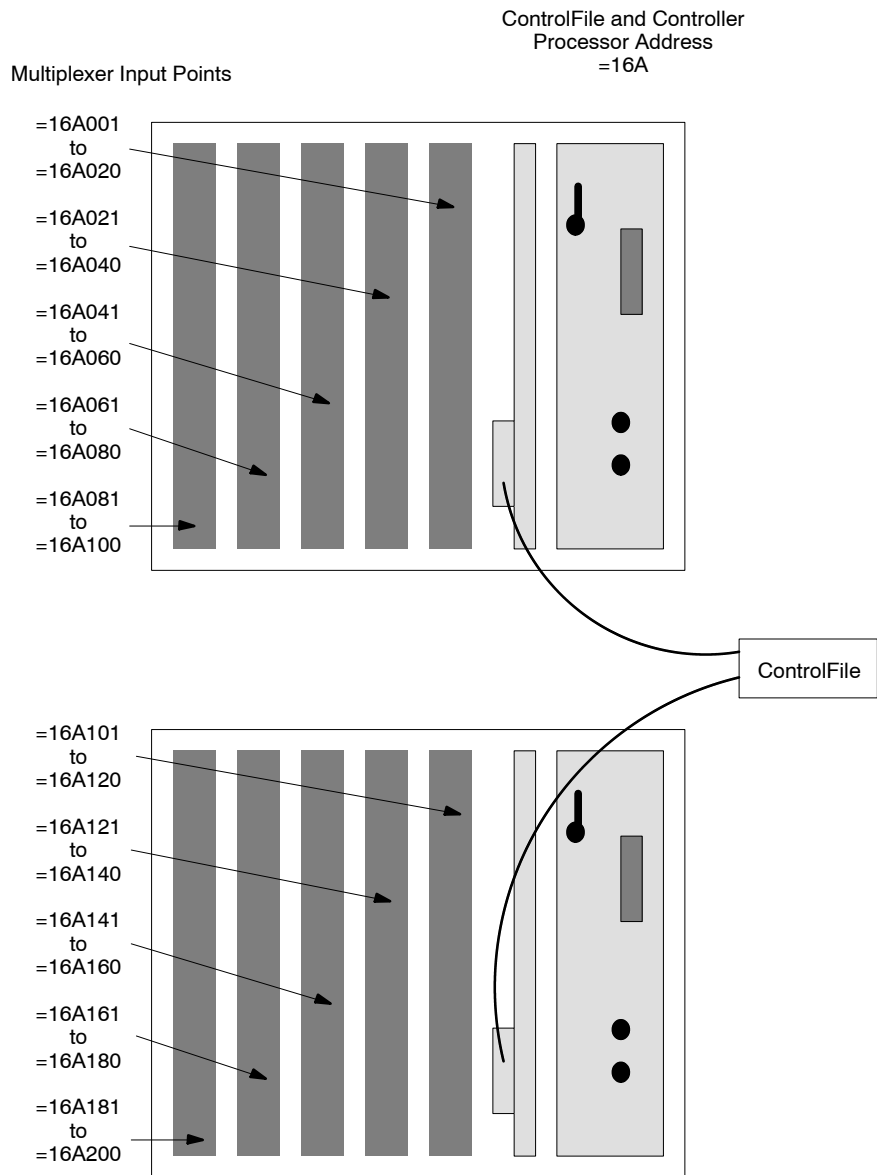 ControlFile and Controller
Processor Address
=16A
Multiplexer Input Points
=16A001
to
=16A020
=16A021
to
=16A040
=16A041
to
=16A060
=16A061
to
=16A080
=16A081
to
=16A100
ControlFile
=16A101
to
=16A120
=16A121
to
=16A140
=16A141
to
=16A160
=16A161
to
=16A180
=16A181
to
=16A200